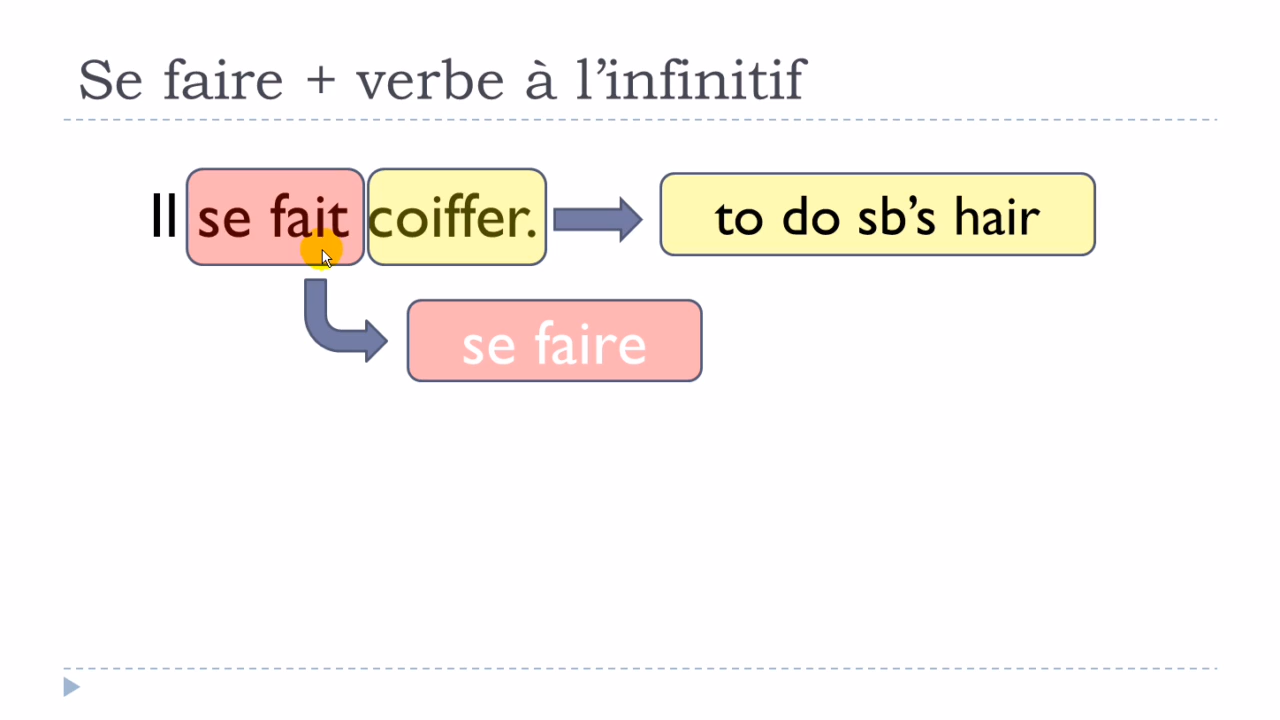 Se faire + verbe à l’infinitif
Il se fait coiffer.
to do sb’s hair
se faire